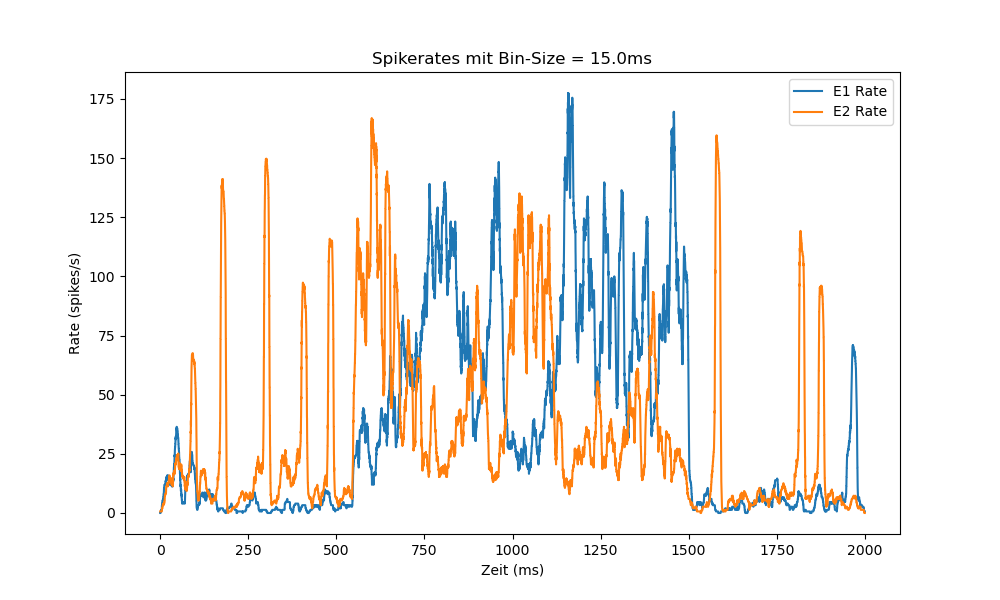 Spikerates mit Bin-Size = 15.0ms
E1 Rate
E2 Rate
Rate (spikes/s)
175
150
125
100
75
50
25
0
0 250 500 750 1000 1250 1500 1750 2000
Zeit (ms)